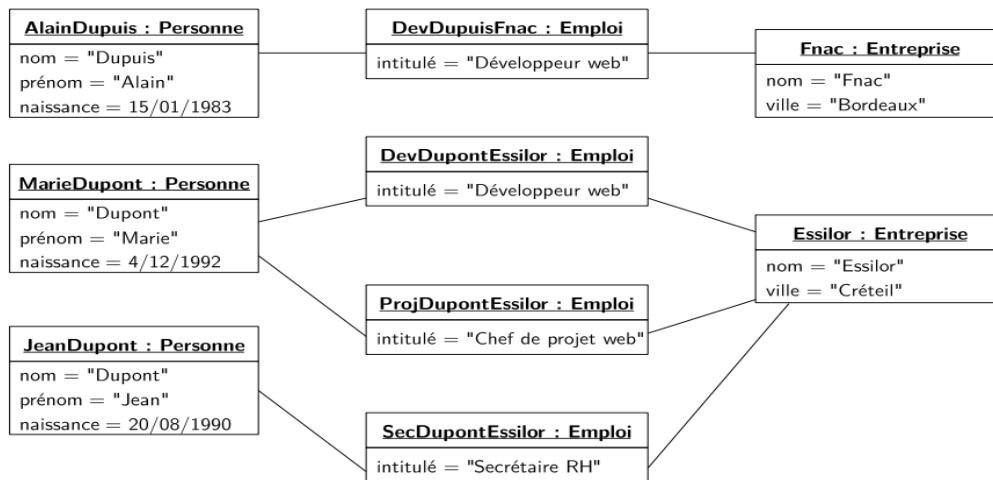 AlainDupuis : Personne
nom = "Dupuis"
prénom = "Alain"
naissance = 15/01/1983
DevDupuisFnac : Emploi
intitulé = "Développeur web"
Fnac : Entreprise
nom = "Fnac"
ville = "Bordeaux"
MarieDupont : Personne
nom = "Dupont"
prénom = "Marie"
naissance = 4/12/1992
DevDupontEssilor : Emploi
intitulé = "Développeur web"
Essilor : Entreprise
nom = "Essilor"
ville = "Créteil"
ProjDupontEssilor : Emploi
intitulé = "Chef de projet web"
JeanDupont : Personne
nom = "Dupont"
prénom = "Jean"
naissance = 20/08/1990
SecDupontEssilor : Emploi
intitulé = "Secrétaire RH"